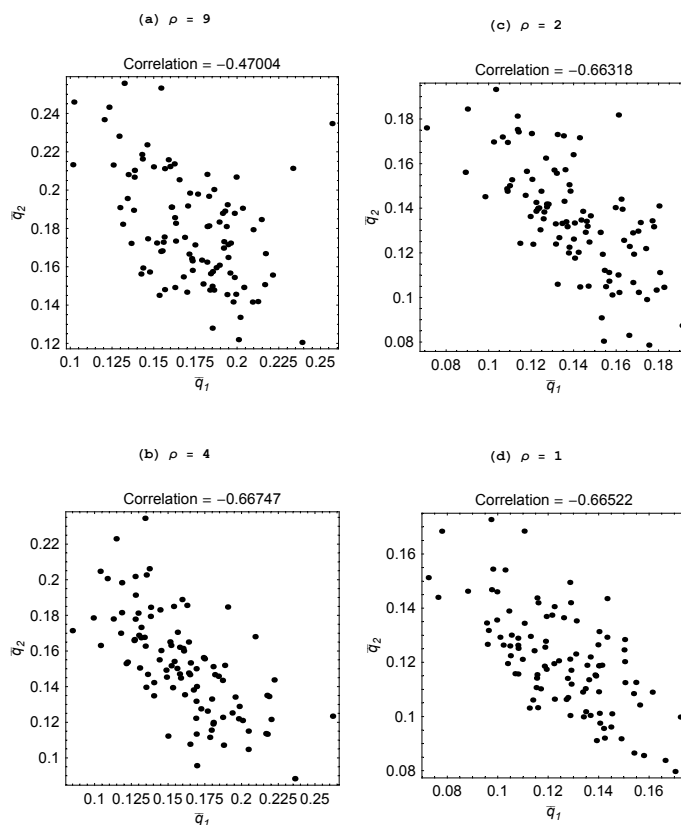 (a) ρ = 9
Correlation = −0.47004
0.24
0.22
0.2
0.18
0.16
0.14
0.12
q̅2
0.1 0.125 0.15 0.175 0.2 0.225 0.25
q̅1
(c) ρ = 2
Correlation = −0.66318
0.18
0.16
0.14
0.12
0.1
0.08
q̅2
0.08 0.1 0.12 0.14 0.16 0.18
q̅1
(b) ρ = 4
Correlation = −0.66747
0.22
0.2
0.18
0.16
0.14
0.12
0.1
q̅2
0.1 0.125 0.15 0.175 0.2 0.225 0.25
q̅1
(d) ρ = 1
Correlation = −0.66522
0.16
0.14
0.12
0.1
0.08
q̅2
0.08 0.1 0.12 0.14 0.16
q̅1